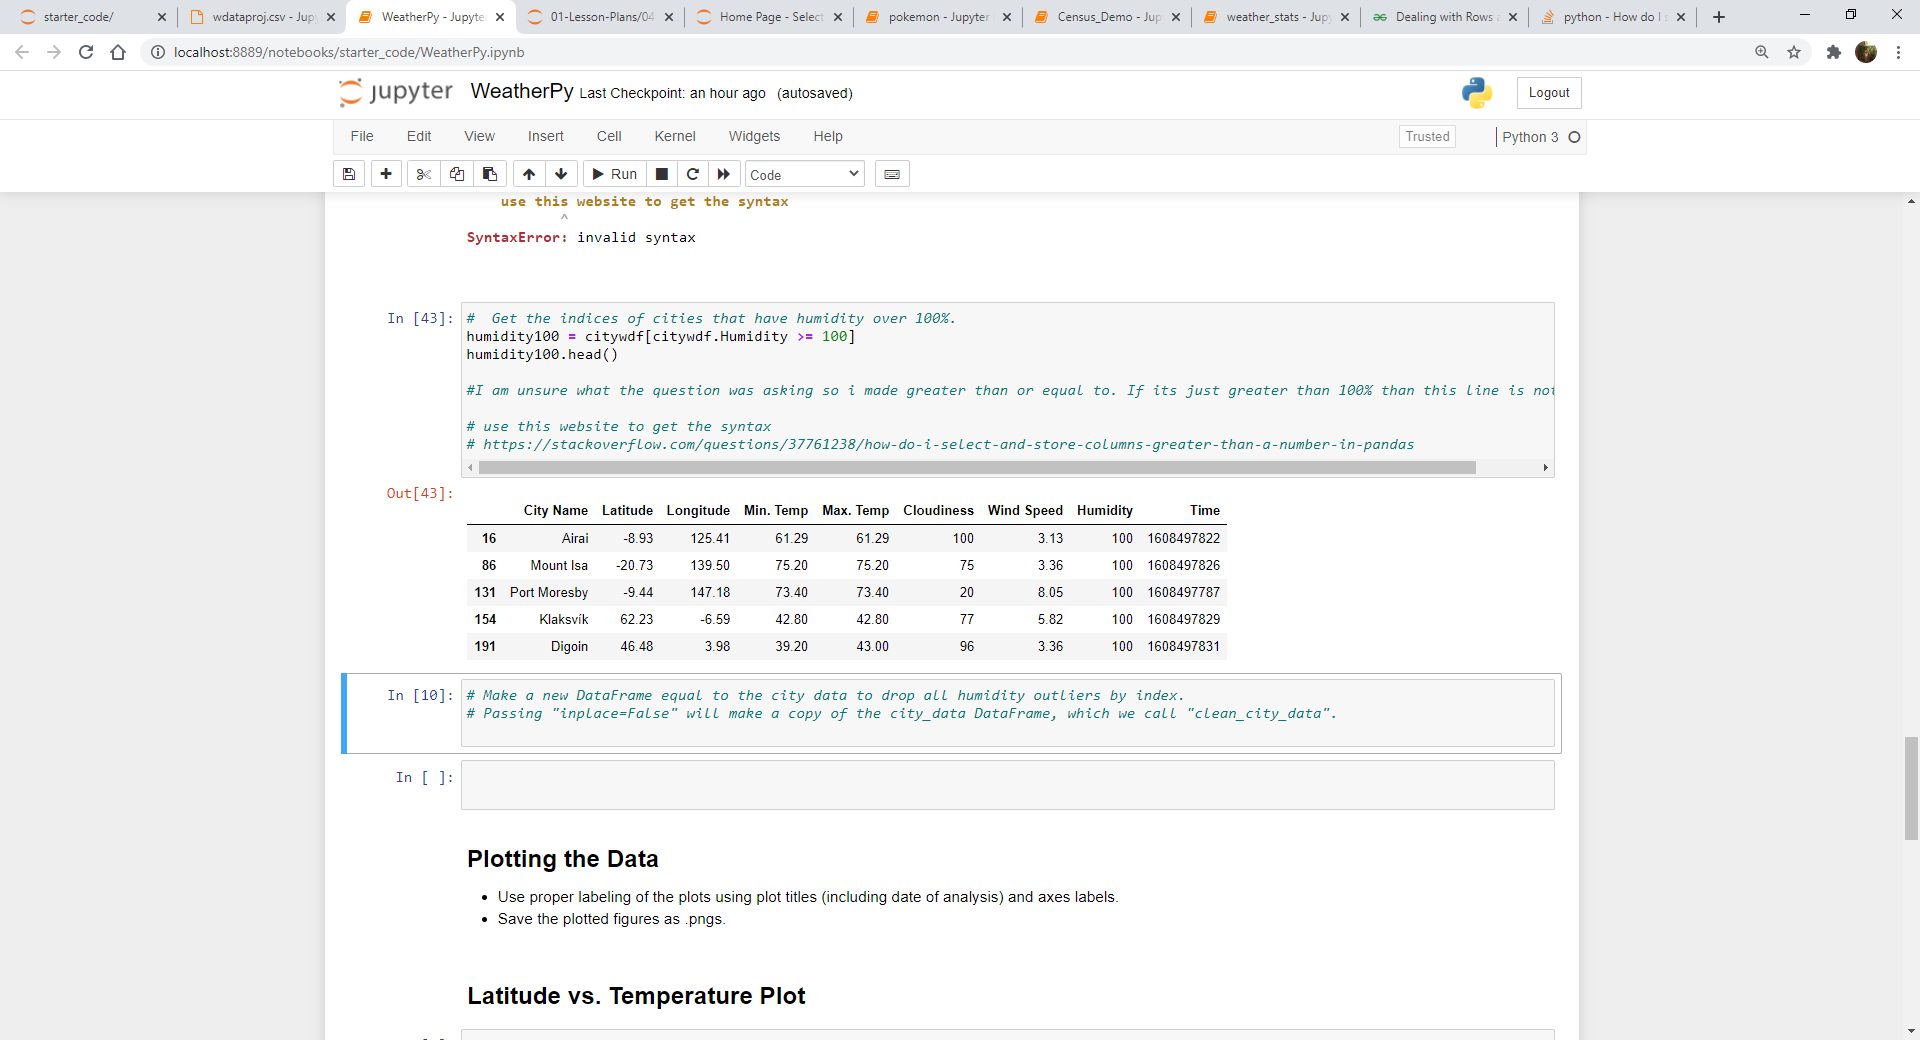 starter_code/
wdataproj.csv - Jup
WeatherPy - Jupyte
01-Lesson-Plans/04
Home Page - Select
pokemon - Jupyter
Census_Demo - Jup
weather_stats - Jup
Dealing with Rows
python - How do I
localhost:8889/notebooks/starter_code/WeatherPy.ipynb
jupyter WeatherPy Last Checkpoint: an hour ago (autosaved)
Logout
File Edit View Insert Cell Kernel Widgets Help
Trusted
Python 3
Run
Code
use this website to get the syntax
^
SyntaxError: invalid syntax
In [43]: #  Get the indices of cities that have humidity over 100%.
humidity100 = citywdf[citywdf.Humidity >= 100]
humidity100.head()
#I am unsure what the question was asking so i made greater than or equal to. If its just greater than 100% than this line is not
# use this website to get the syntax
# https://stackoverflow.com/questions/37761238/how-do-i-select-and-store-columns-greater-than-a-number-in-pandas
Out[43]:
City Name Latitude Longitude Min. Temp Max. Temp Cloudiness Wind Speed Humidity Time
16 Airai -8.93 125.41 61.29 61.29 100 3.13 100 1608497822
86 Mount Isa -20.73 139.50 75.20 75.20 75 3.36 100 1608497826
131 Port Moresby -9.44 147.18 73.40 73.40 20 8.05 100 1608497787
154 Klaksvík 62.23 -6.59 42.80 42.80 77 5.82 100 1608497829
191 Digoin 46.48 3.98 39.20 43.00 96 3.36 100 1608497831
In [10]: # Make a new DataFrame equal to the city data to drop all humidity outliers by index.
# Passing "inplace=False" will make a copy of the city_data DataFrame, which we call "clean_city_data".
In [ ]:
Plotting the Data
• Use proper labeling of the plots using plot titles (including date of analysis) and axes labels.
• Save the plotted figures as .pngs.
Latitude vs. Temperature Plot